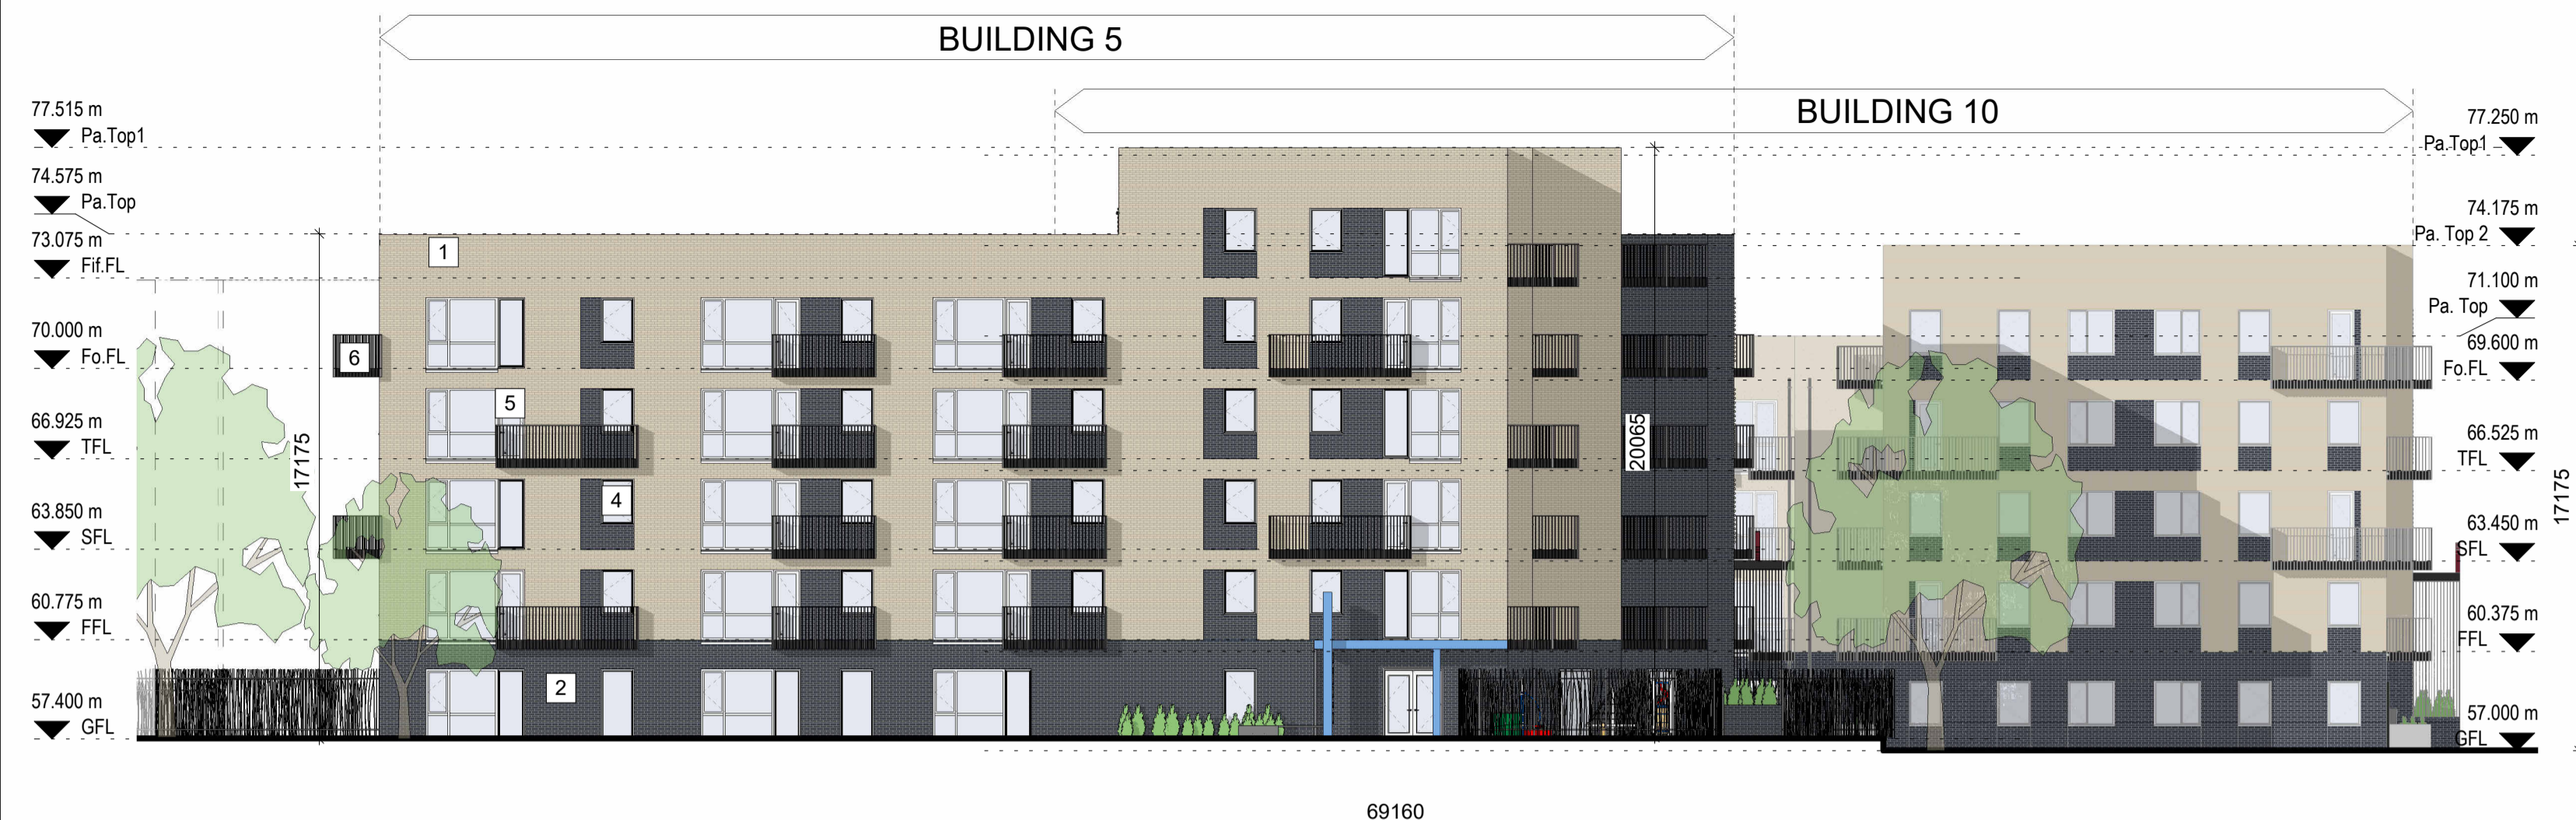 BUILDING 5
BUILDING 10
77.515 m
Pa.Top1
74.575 m
Pa.Top
73.075 m
Fif.FL
70.000 m
Fo.FL
66.925 m
TFL
63.850 m
SFL
60.775 m
FFL
57.400 m
GFL
17175
1
6
5
4
2
20065
77.250 m
Pa.Top1
74.175 m
Pa. Top 2
71.100 m
Pa. Top
69.600 m
Fo.FL
66.525 m
TFL
63.450 m
SFL
60.375 m
FFL
57.000 m
GFL
17175
69160